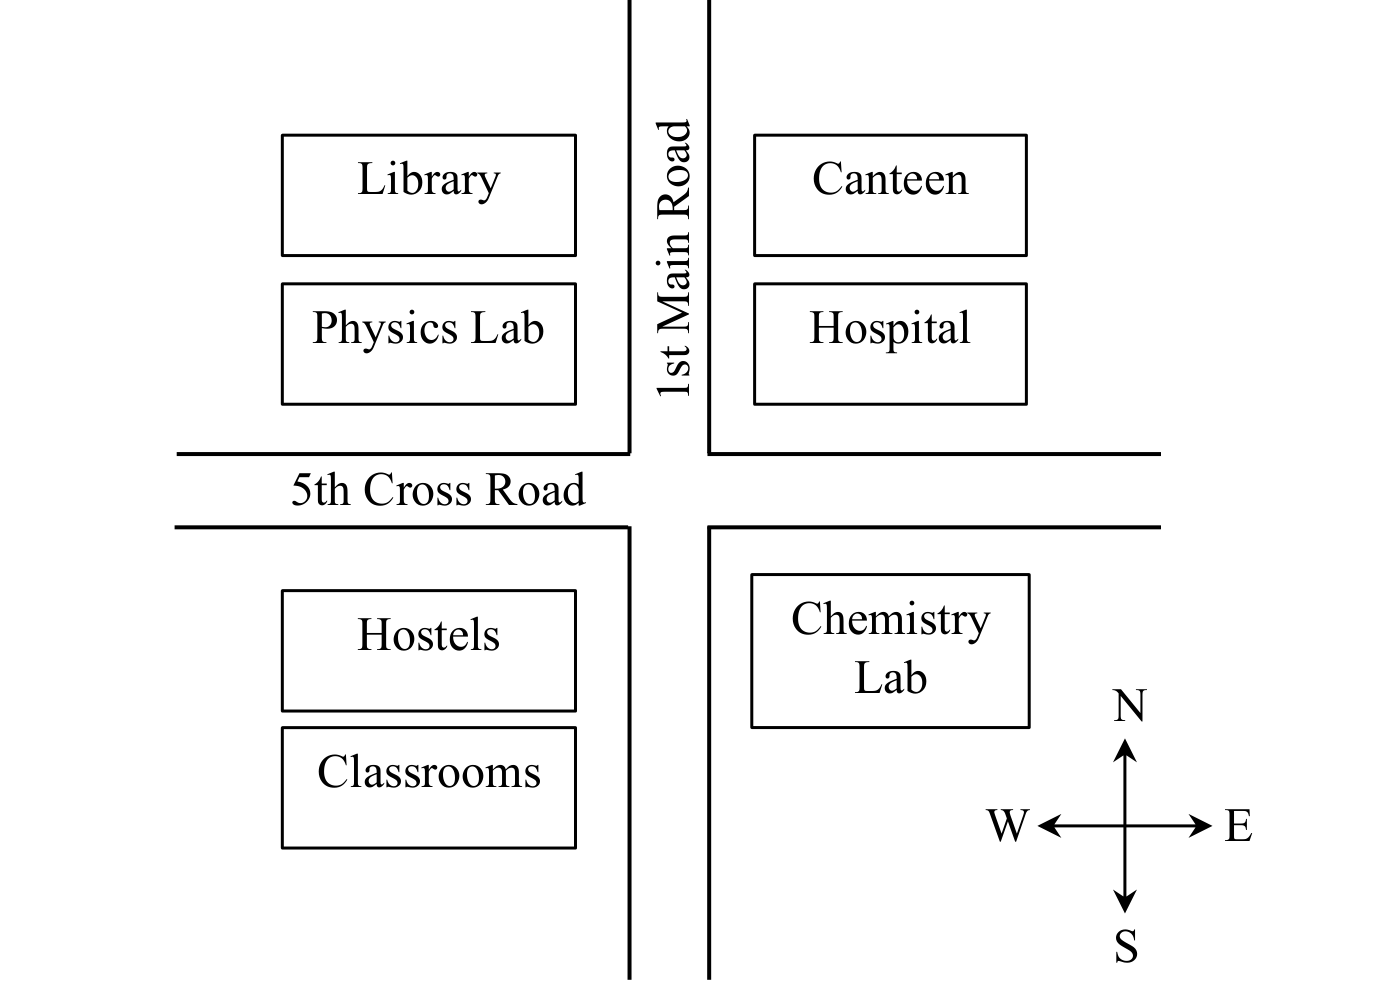 Library
Canteen
1st Main Road
Physics Lab
Hospital
5th Cross Road
Hostels
Chemistry
Lab
Classrooms
N
W
E
S